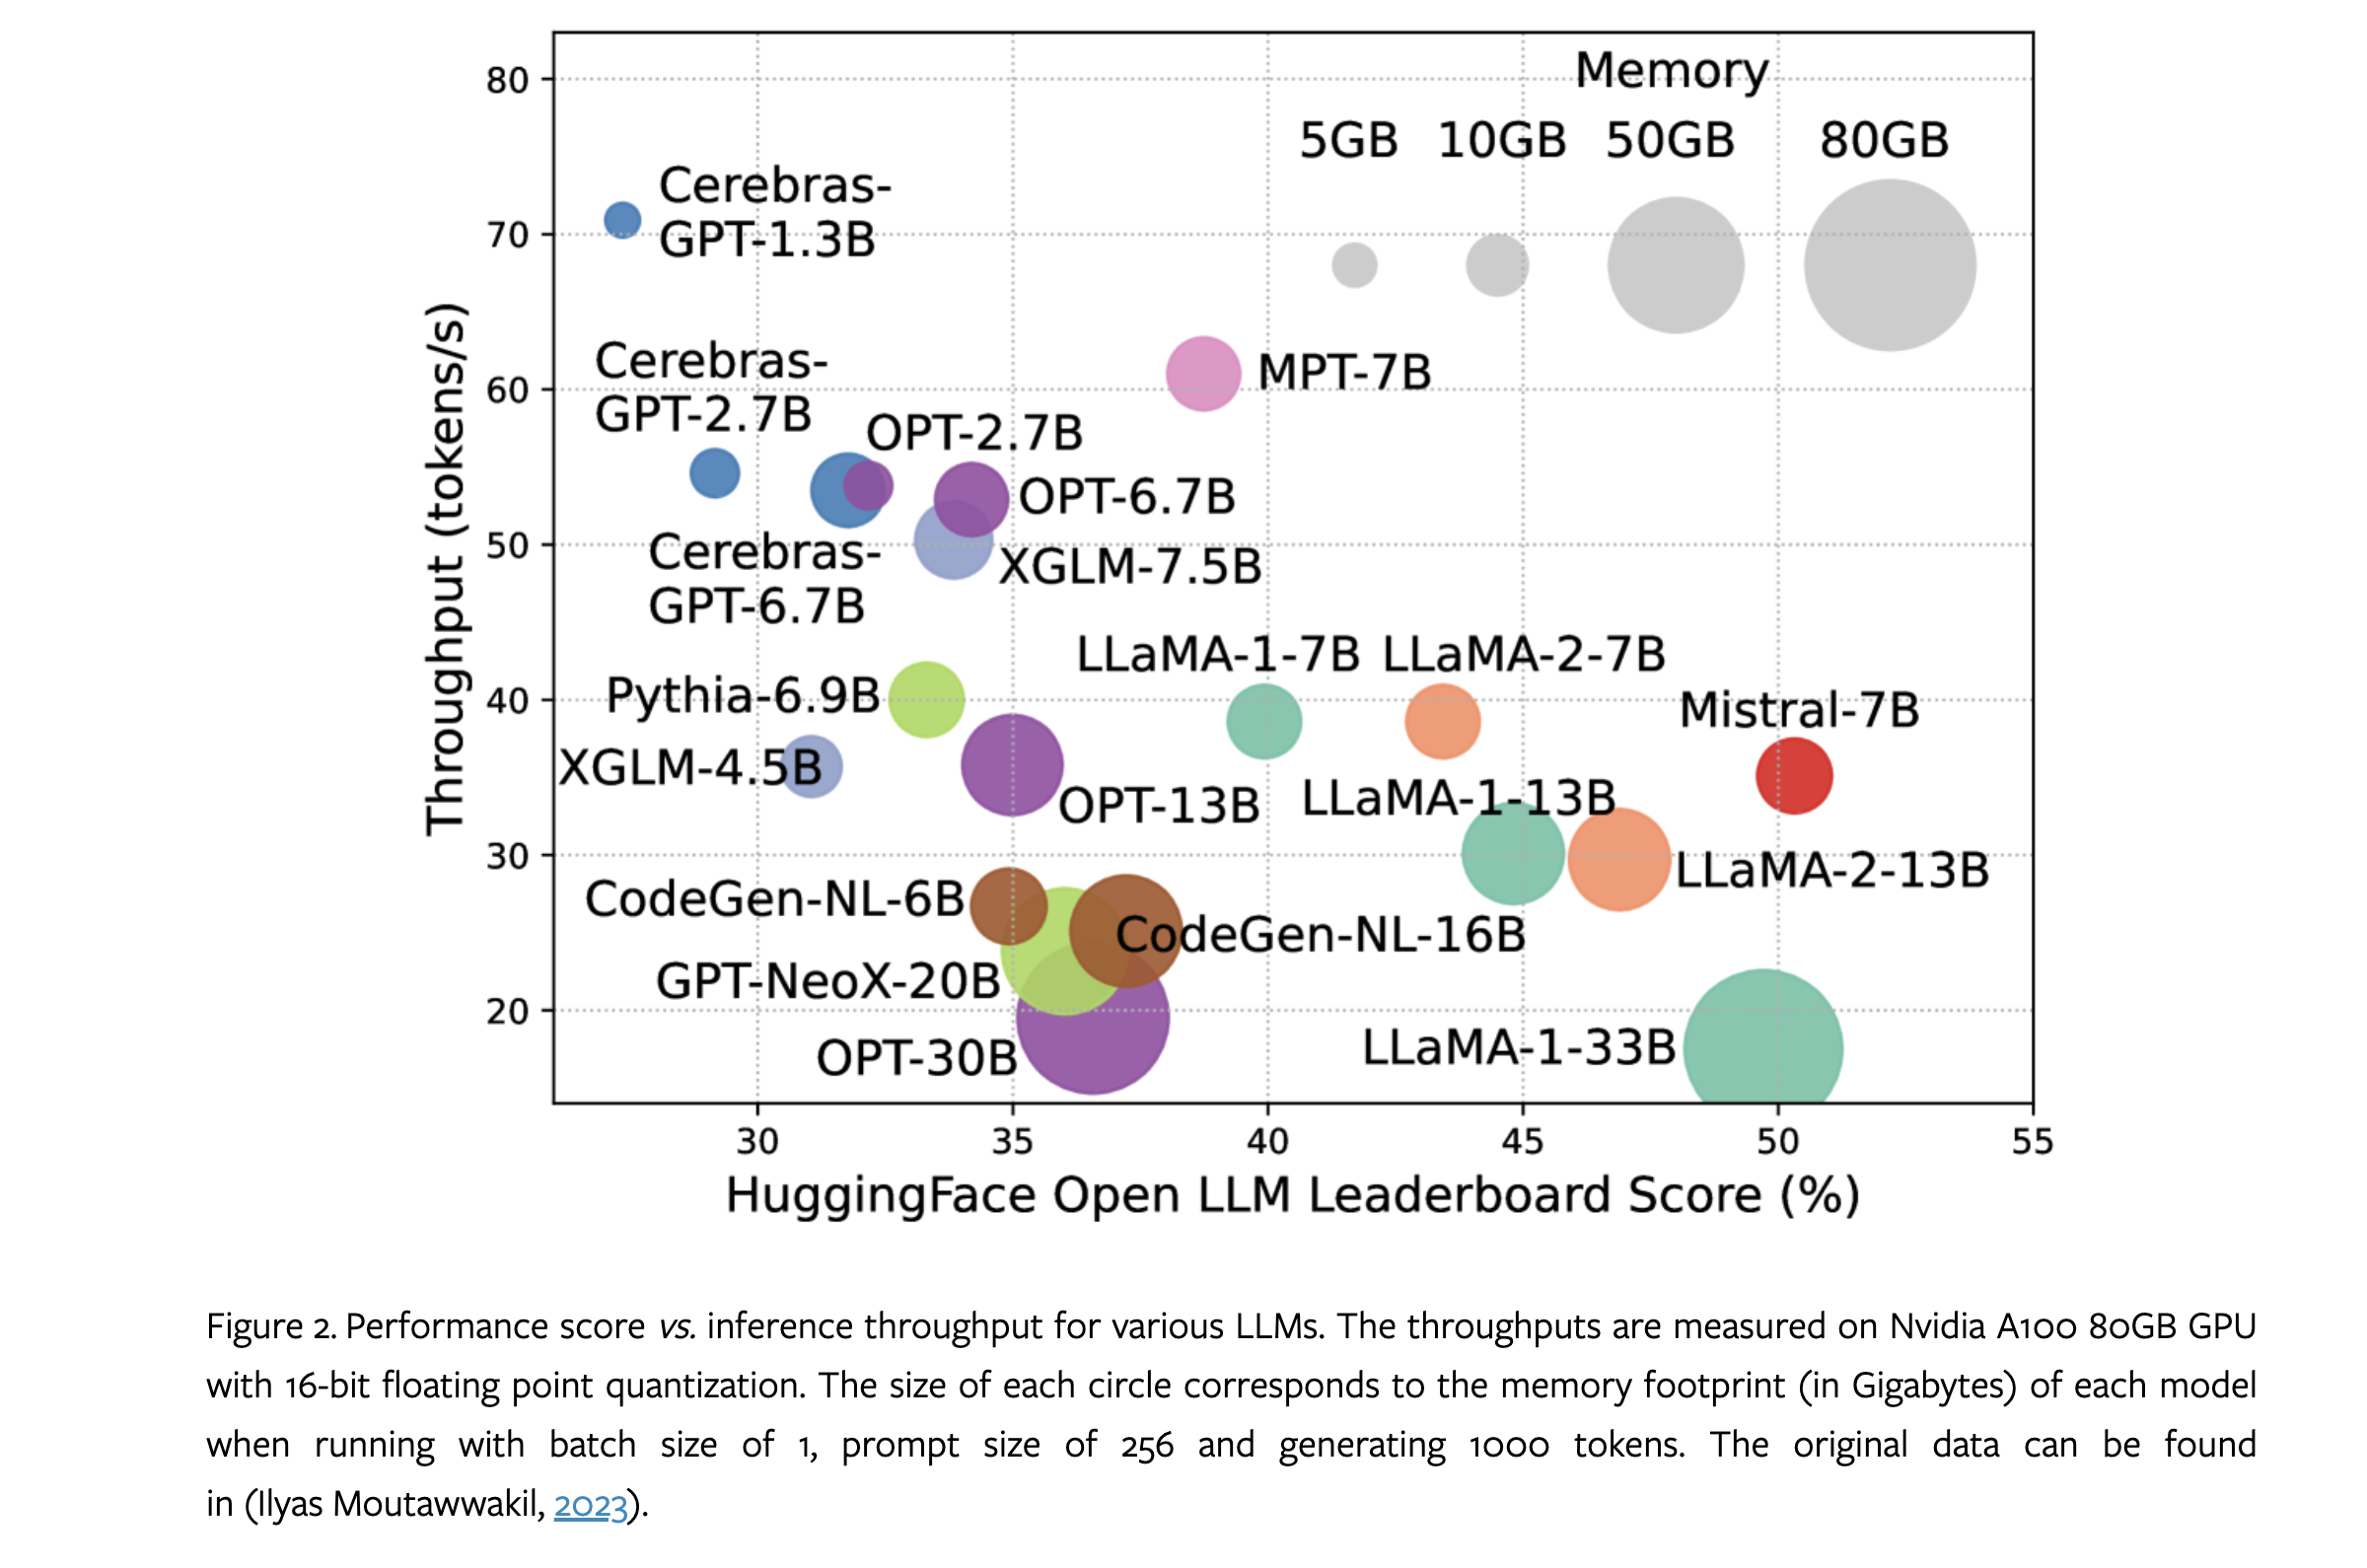 Memory
5GB 10GB 50GB 80GB
Cerebras-
GPT-1.3B
MPT-7B
Cerebras-
GPT-2.7B
OPT-2.7B
OPT-6.7B
Cerebras-
GPT-6.7B
XGLM-7.5B
LLaMA-1-7B LLaMA-2-7B
Pythia-6.9B
Mistral-7B
XGLM-4.5B
OPT-13B
LLaMA-1-13B
LLaMA-2-13B
CodeGen-NL-6B
CodeGen-NL-16B
GPT-NeoX-20B
OPT-30B
LLaMA-1-33B
80
70
60
50
40
30
20
Throughput (tokens/s)
30 35 40 45 50 55
HuggingFace Open LLM Leaderboard Score (%)
Figure 2. Performance score vs. inference throughput for various LLMs. The throughputs are measured on Nvidia A100 80GB GPU
with 16-bit floating point quantization. The size of each circle corresponds to the memory footprint (in Gigabytes) of each model
when running with batch size of 1, prompt size of 256 and generating 1000 tokens. The original data can be found
in (Ilyas Moutawwakil, 2023).